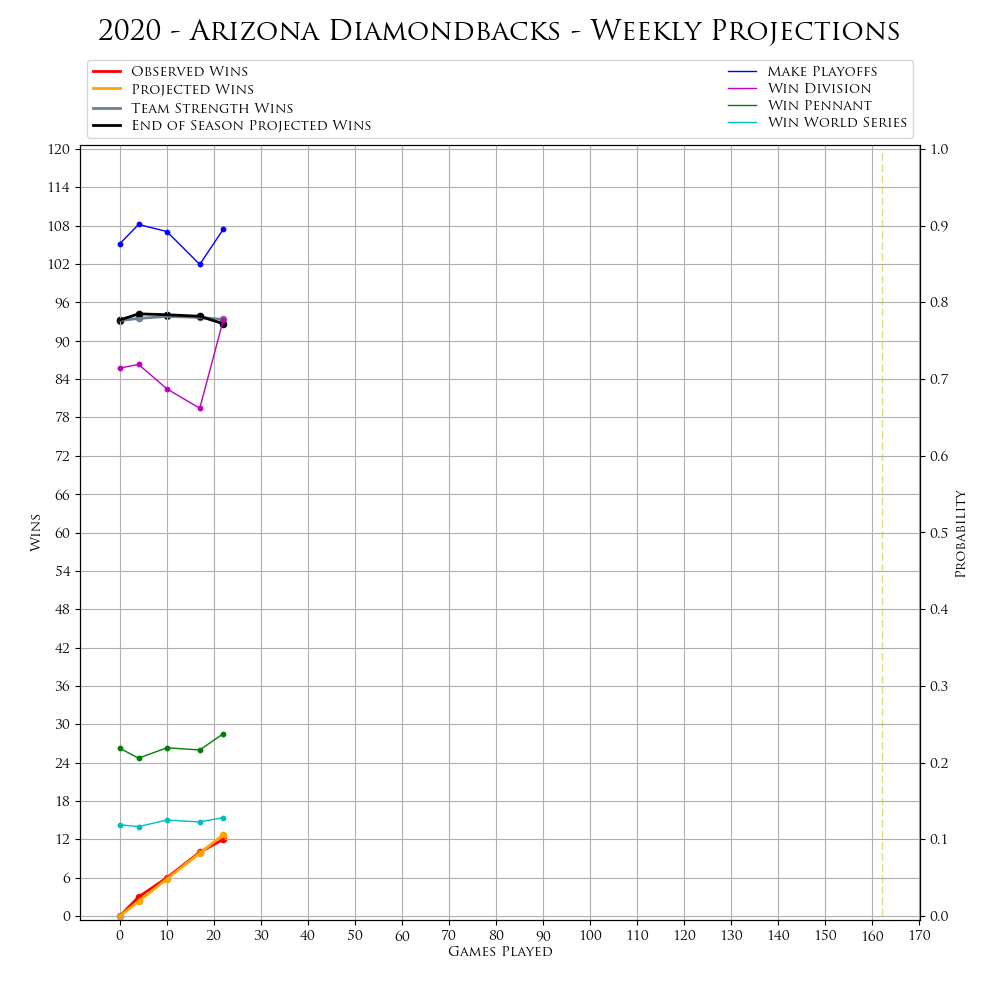 2020 - Arizona Diamondbacks - Weekly Projections
Observed Wins
Projected Wins
Team Strength Wins
End of Season Projected Wins
Make Playoffs
Win Division
Win Pennant
Win World Series
120
114
108
102
96
90
84
78
72
66
60
54
48
42
36
30
24
18
12
6
0
Wins
1.0
0.9
0.8
0.7
0.6
0.5
0.4
0.3
0.2
0.1
0.0
Probability
0 10 20 30 40 50 60 70 80 90 100 110 120 130 140 150 160 170
Games Played